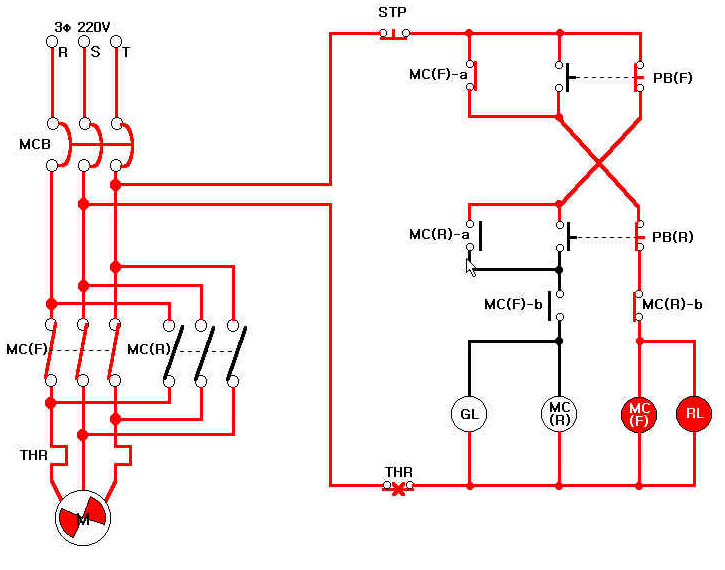 STP
3Φ 220V
R S T
MC(F)-a
PB(F)
MCB
MC(R)-a
PB(R)
MC(F)-b
MC(R)-b
MC(F)
MC(R)
GL
MC
(R)
MC
(F)
RL
THR
THR
M